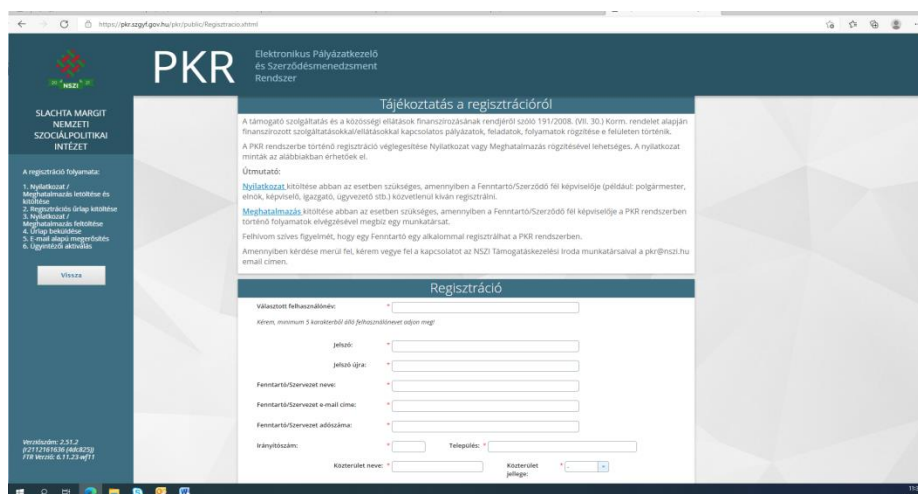 https://pkr.szgyf.gov.hu/pkr/public/Regisztracio.xhtml
NSZI
SLACHTA MARGIT
NEMZETI
SZOCIÁLPOLITIKAI
INTÉZET
A regisztráció folyamata:
1. Nyilatkozat /
Meghatalmazás letöltése és
kitöltése
2. Regisztrációs űrlap kitöltése
3. Nyilatkozat /
Meghatalmazás feltöltése
4. Űrlap beküldése
5. E-mail alapú megerősítés
6. Ügyintézői aktiválás
Vissza
Verziószám: 2.51.2
(r2112161636 (4dc825))
FTR Verzió: 6.11.23-wf11
PKR
Elektronikus Pályázatkezelő
és Szerződésmenedzsment
Rendszer
Tájékoztatás a regisztrációról
A támogató szolgáltatás és a közösségi ellátások finanszírozásának rendjéről szóló 191/2008. (VII. 30.) Korm. rendelet alapján
finanszírozott szolgáltatásokkal/ellátásokkal kapcsolatos pályázatok, feladatok, folyamatok rögzítése e felületen történik.
A PKR rendszerbe történő regisztráció véglegesítése Nyilatkozat vagy Meghatalmazás rögzítésével lehetséges. A nyilatkozat
minták az alábbiakban érhetőek el.
Útmutató:
Nyilatkozat kitöltése abban az esetben szükséges, amennyiben a Fenntartó/Szerződő fél képviselője (például: polgármester,
elnök, képviselő, igazgató, ügyvezető stb.) közvetlenül kíván regisztrálni.
Meghatalmazás kitöltése abban az esetben szükséges, amennyiben a Fenntartó/Szerződő fél képviselője a PKR rendszerben
történő folyamatok elvégzésével megbíz egy munkatársat.
Felhívom szíves figyelmét, hogy egy Fenntartó egy alkalommal regisztrálhat a PKR rendszerben.
Amennyiben kérdése merül fel, kérem vegye fel a kapcsolatot az NSZI Támogatáskezelési Iroda munkatársaival a pkr@nszi.hu
email címen.
Regisztráció
Választott felhasználónév: *
Kérem, minimum 5 karakterből álló felhasználónevet adjon meg!
Jelszó: *
Jelszó újra: *
Fenntartó/Szervezet neve: *
Fenntartó/Szervezet e-mail címe: *
Fenntartó/Szervezet adószáma: *
Irányítószám: * Település: *
Közterület neve: * Közterület jellege: * -